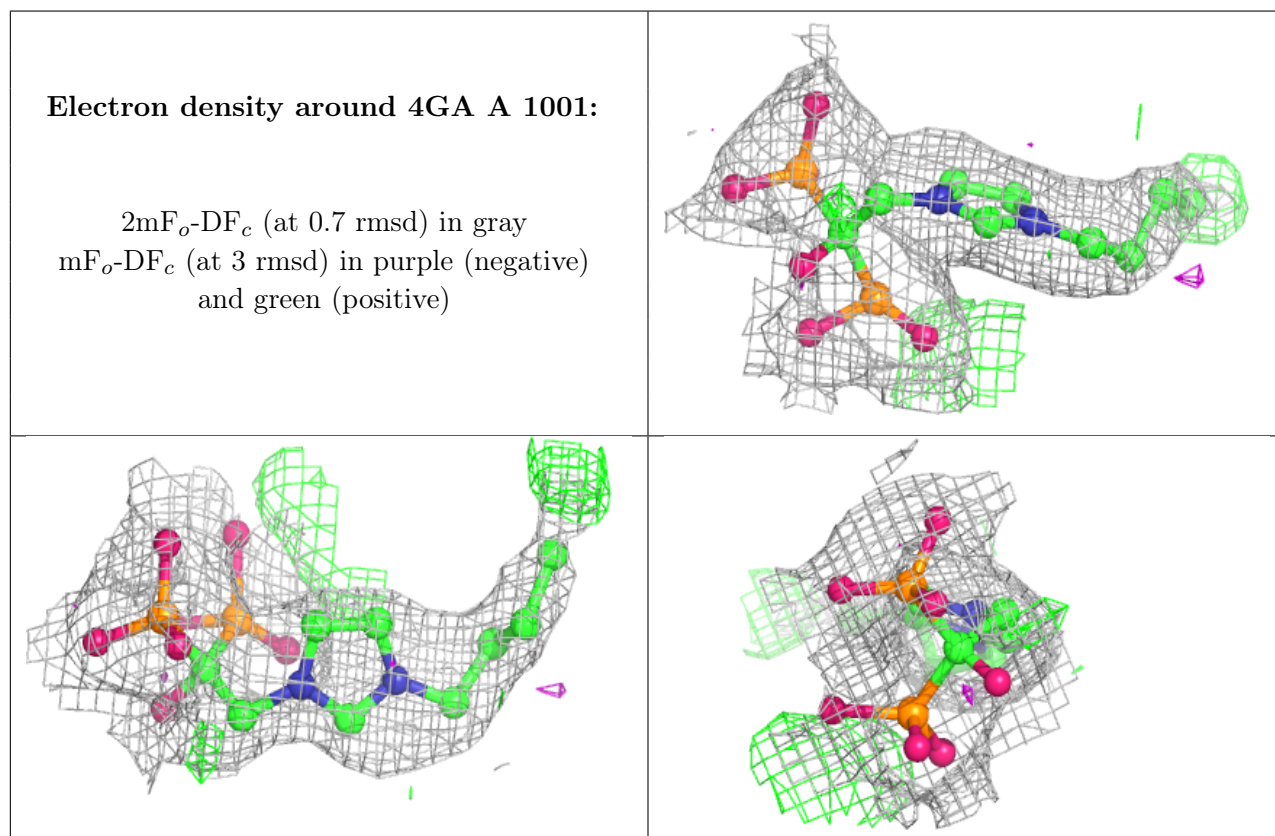 Electron density around 4GA A 1001:
2mFo-DFc (at 0.7 rmsd) in gray
mFo-DFc (at 3 rmsd) in purple (negative)
and green (positive)